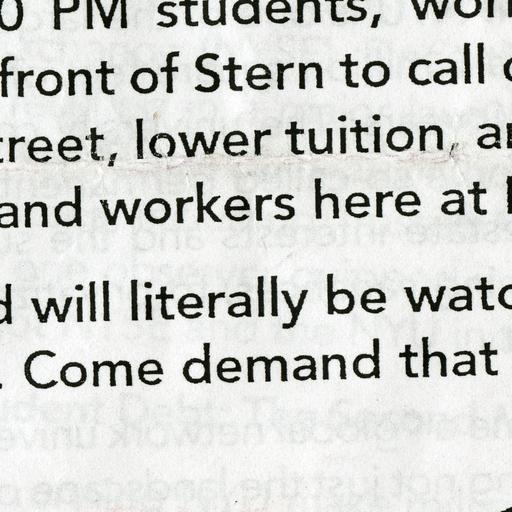 0 PM students, wor
front of Stern to call
treet, lower tuition, a
and workers here at
d will literally be watc
. Come demand that